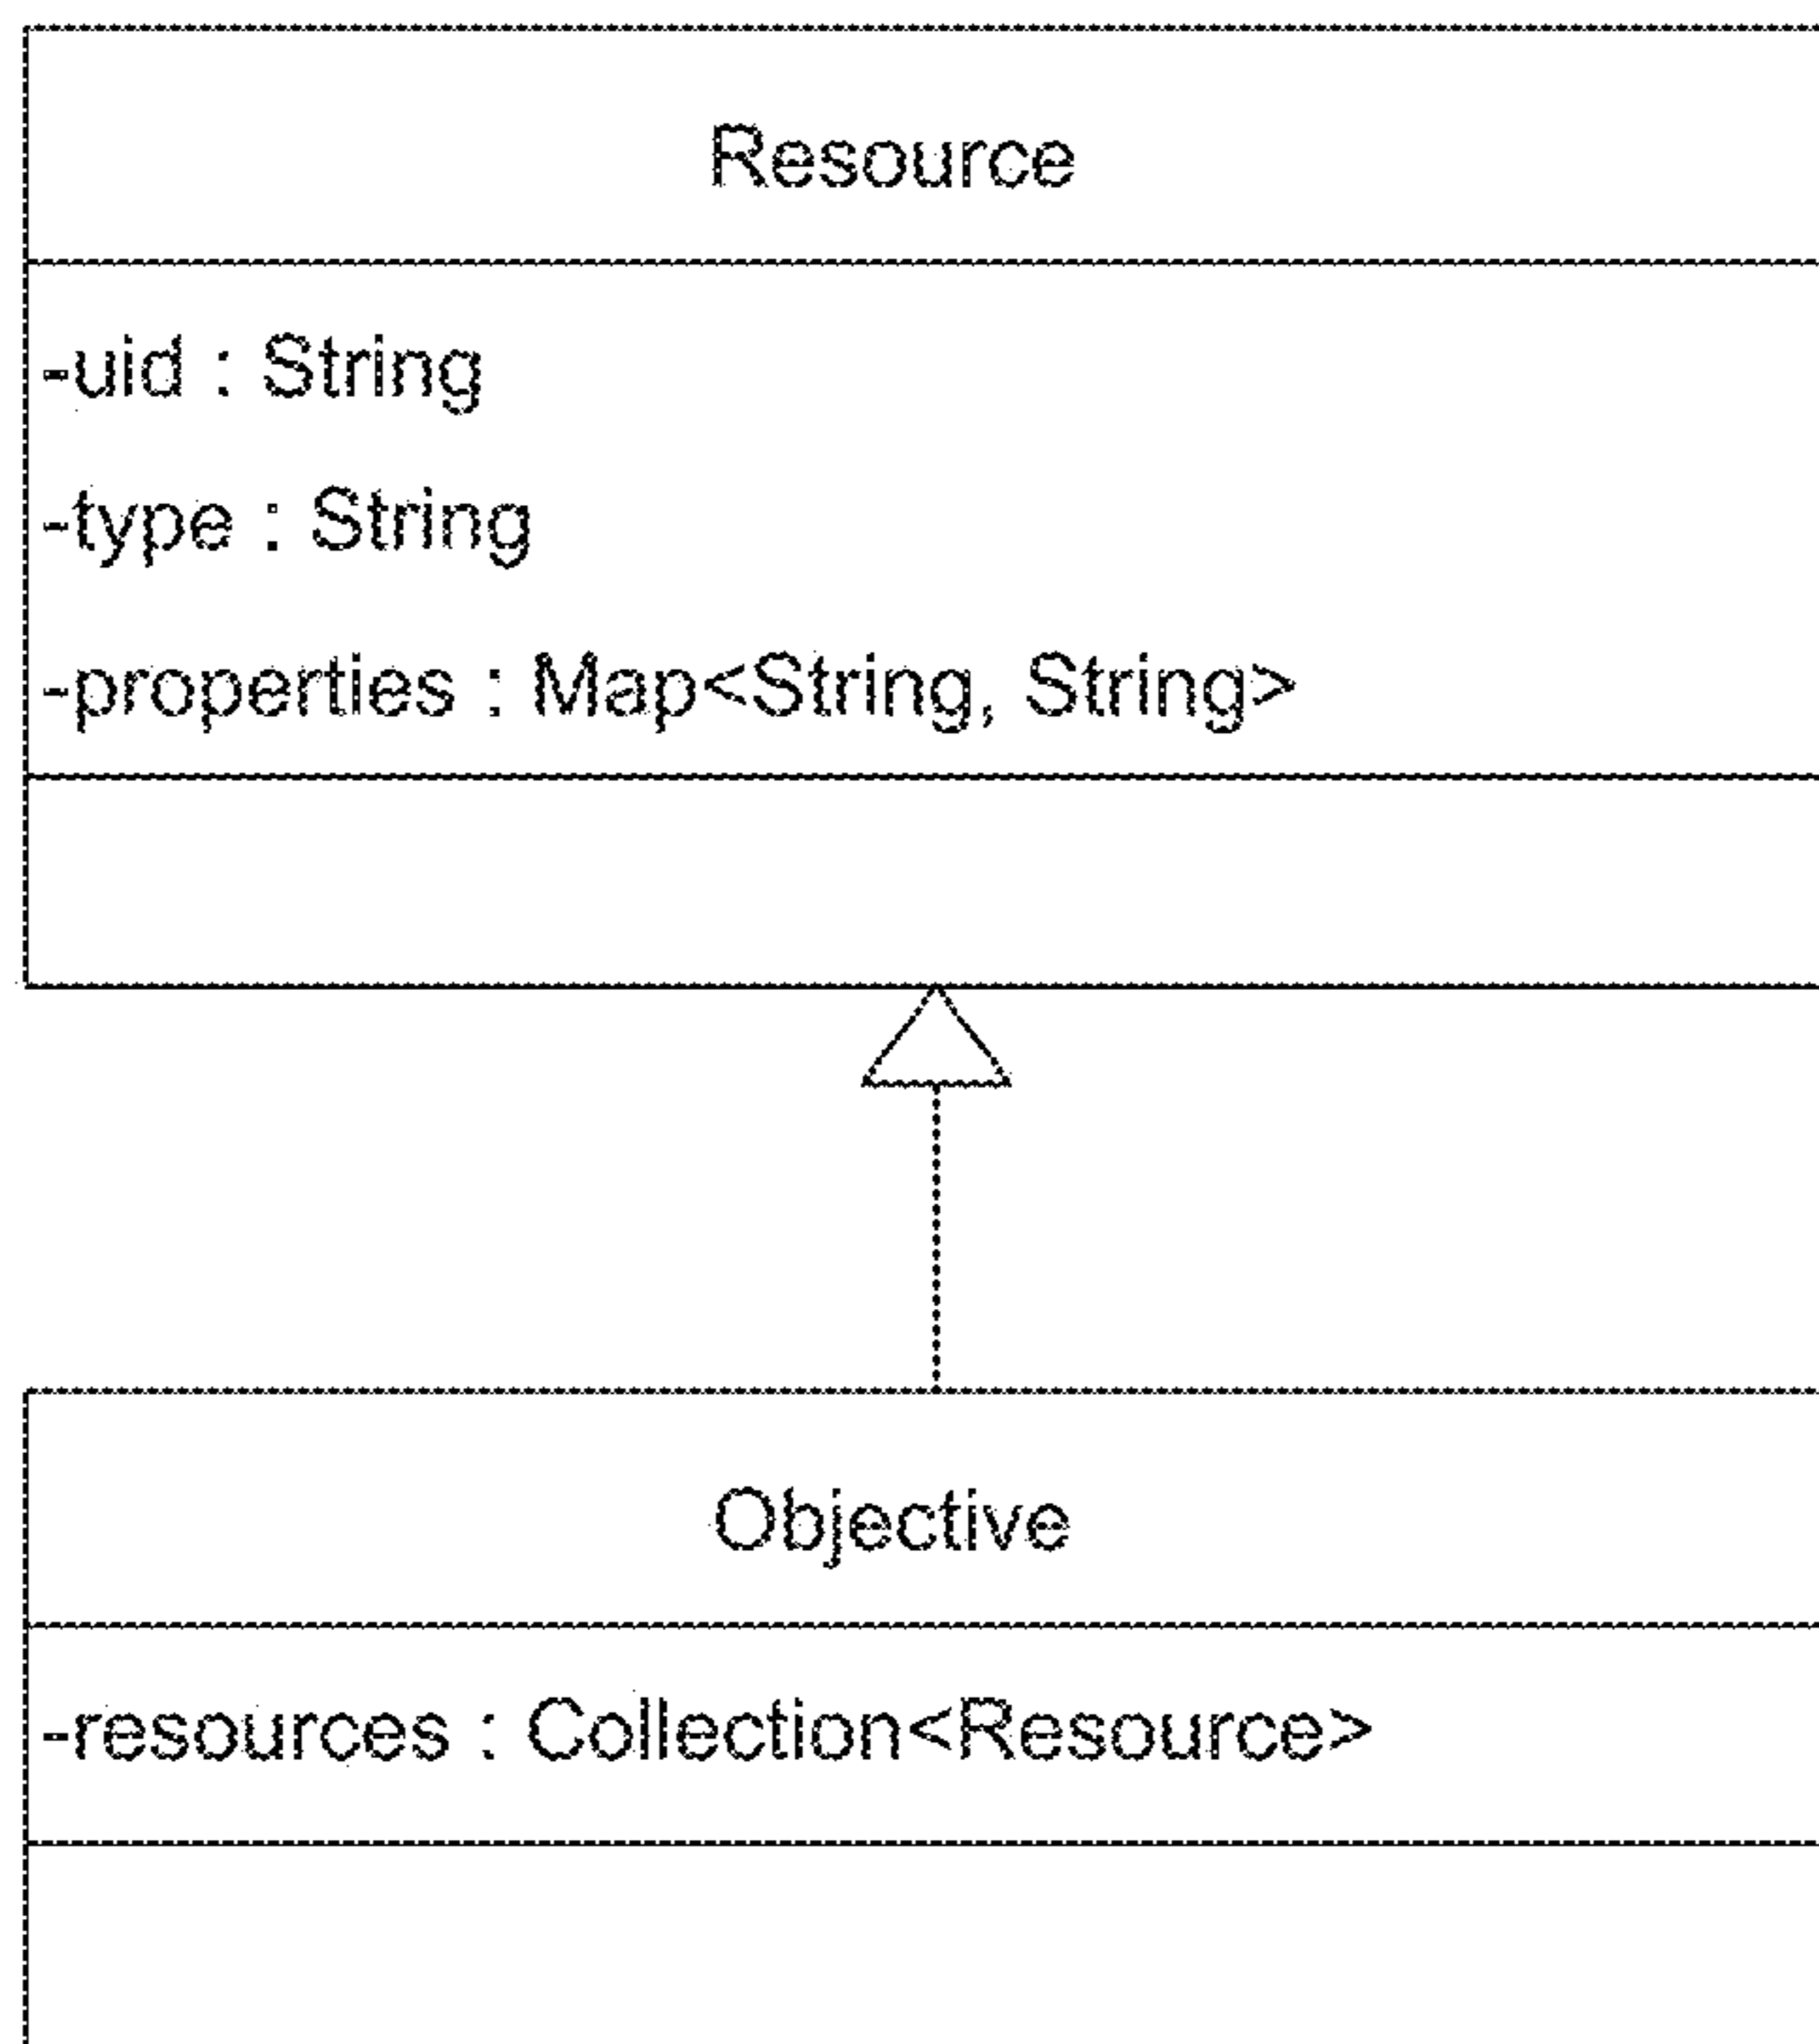 Resource
-uid : String
-type : String
-properties : Map<String, String>
Objective
-resources : Collection<Resource>